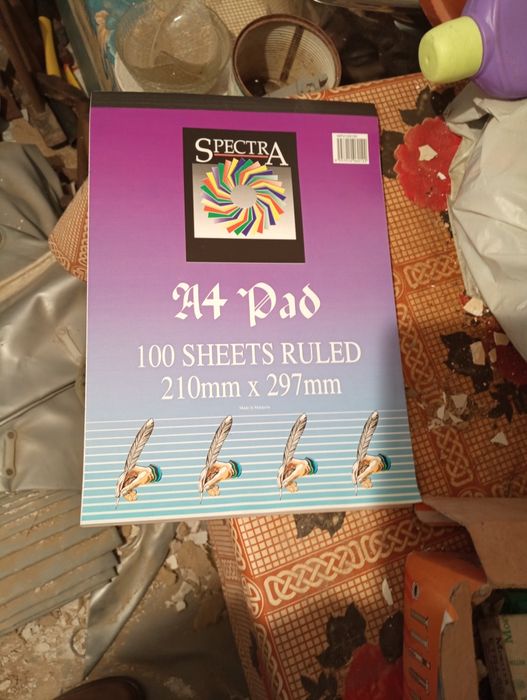 SPECTRA
A4 Pad
100 SHEETS RULED
210mm x 297mm